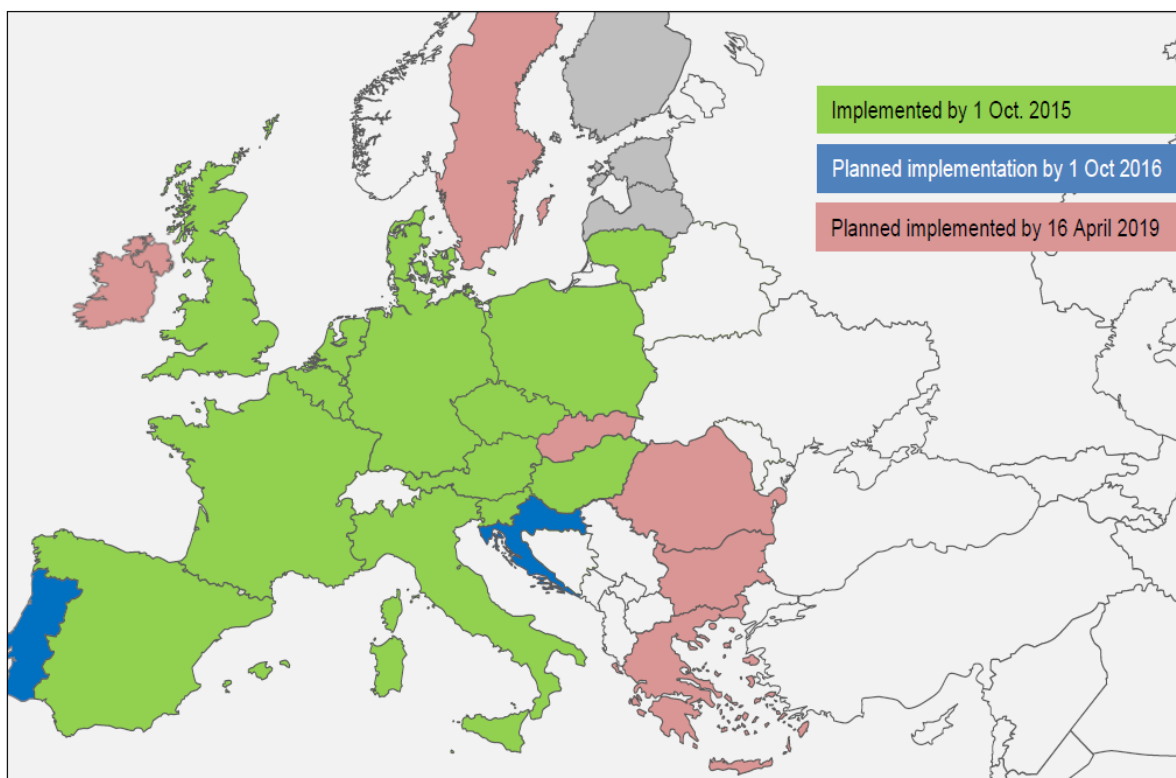 Implemented by 1 Oct. 2015
Planned implementation by 1 Oct 2016
Planned implemented by 16 April 2019